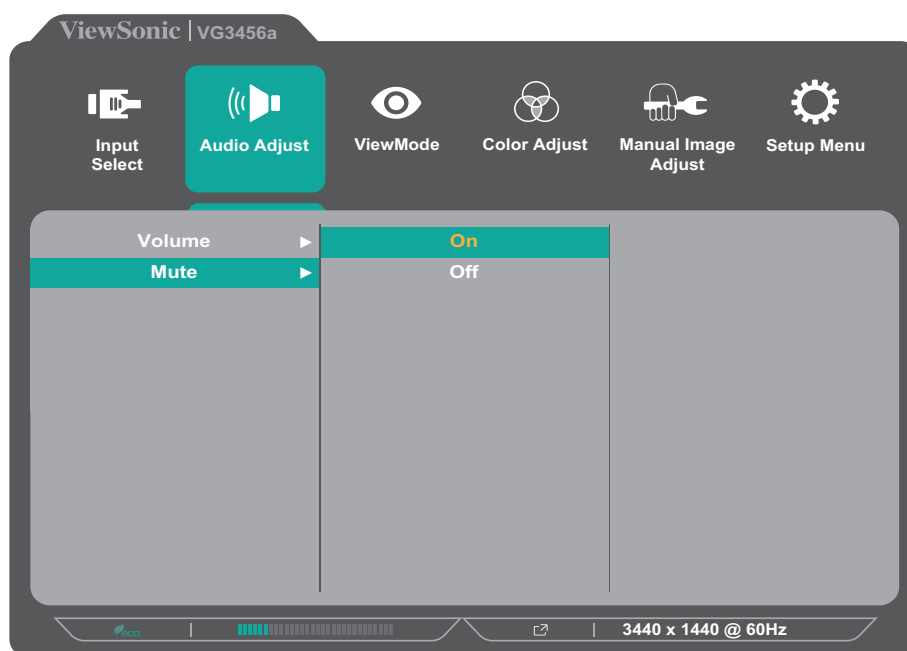 ViewSonic | VG3456a
Input Select
Audio Adjust
ViewMode
Color Adjust
Manual Image Adjust
Setup Menu
Volume ▶ On
Mute ▶ Off
ECO | 3440 x 1440 @ 60Hz